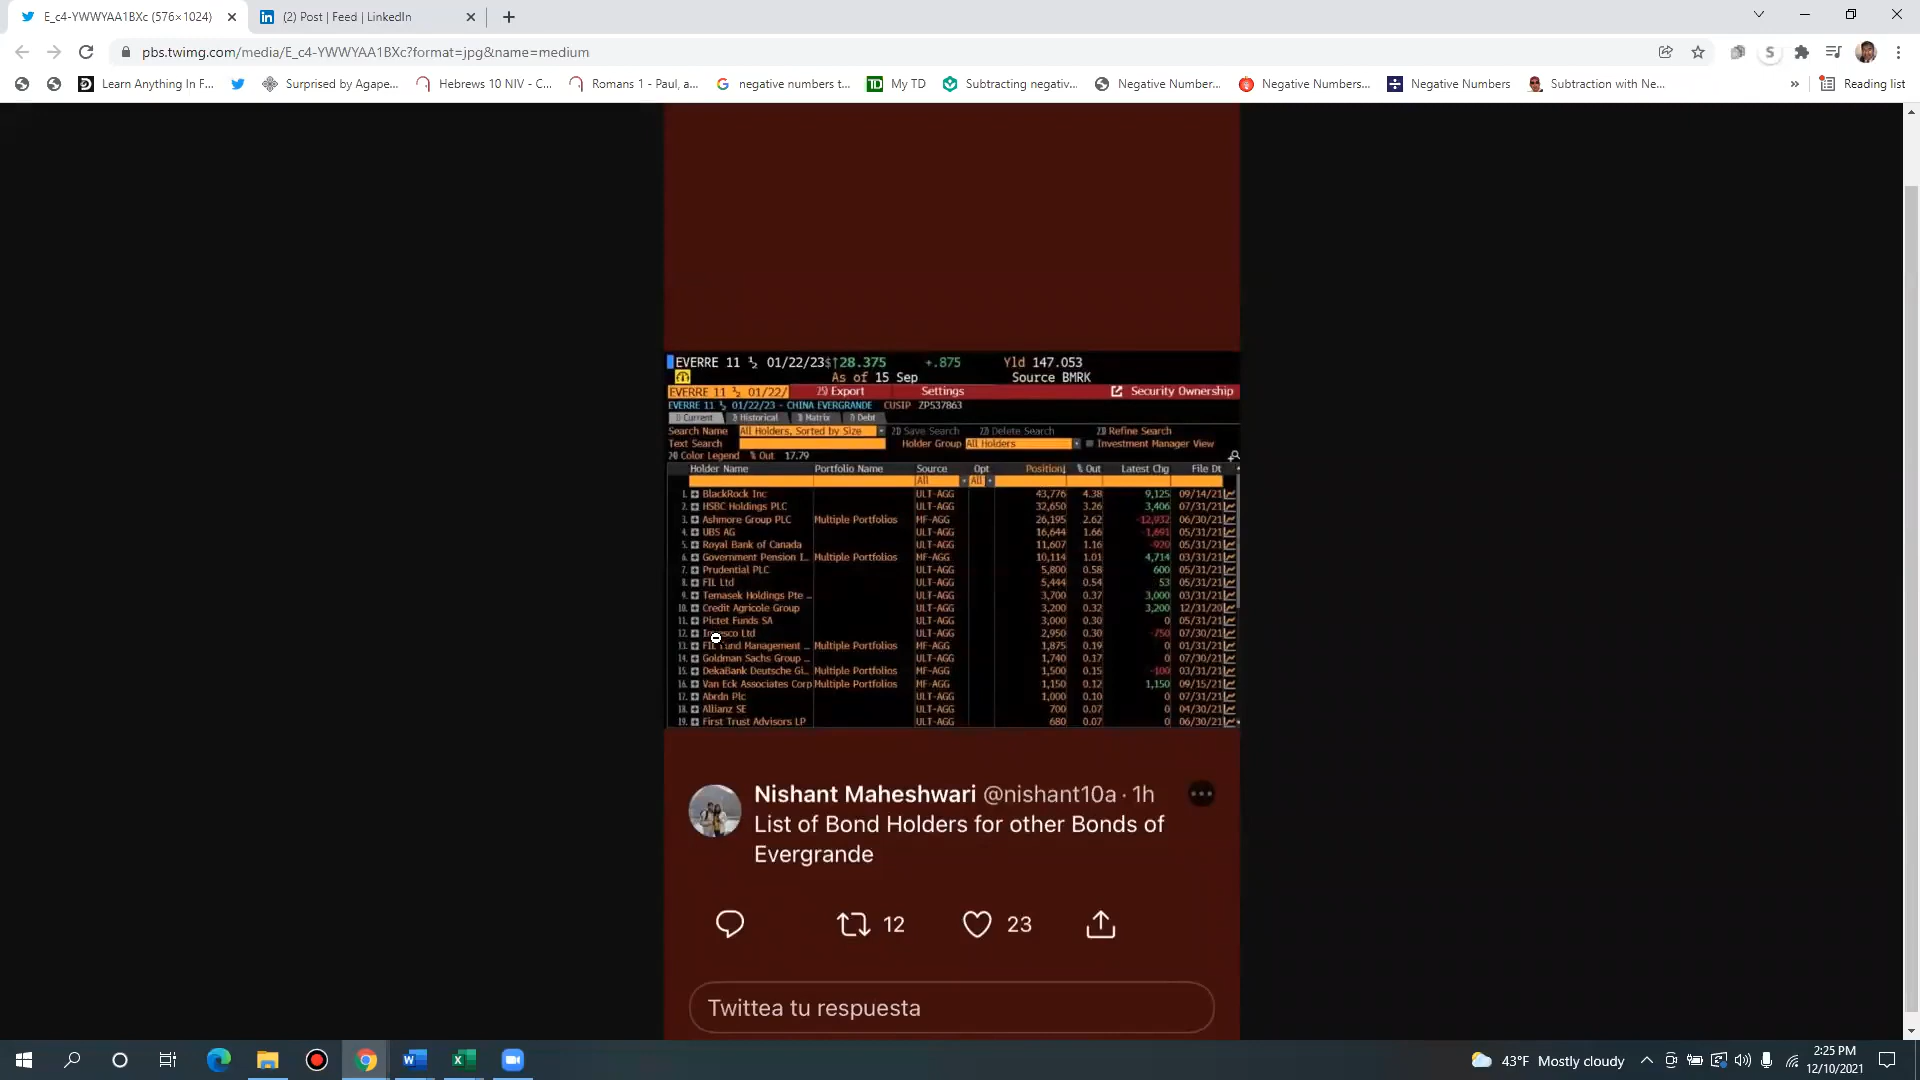 E_c4-YWWYAA1BXc (576×1024)
(2) Post | Feed | LinkedIn
pbs.twimg.com/media/E_c4-YWWYAA1BXc?format=jpg&name=medium
Learn Anything In F...
Surprised by Agape...
Hebrews 10 NIV - C...
Romans 1 - Paul, a...
negative numbers t...
My TD
Subtracting negativ...
Negative Number...
Negative Numbers...
Negative Numbers
Subtraction with Ne...
»
Reading list
EVERRE 11 ½ 01/22/23 $↑28.375 +.875 Yld 147.053
As of 15 Sep Source BMRK
EVERRE 11 ½ 01/22/ 25) Export Settings Security Ownership
EVERRE 11 ½ 01/22/23 - CHINA EVERGRANDE CUSIP ZP537863
1) Current 2) Historical 3) Matrix 4) Debt
Search Name All Holders, Sorted by Size 21) Save Search 22) Delete Search 23) Refine Search
Text Search Holder Group All Holders Investment Manager View
24) Color Legend % Out 17.79
Holder Name Portfolio Name Source Opt Position↓ % Out Latest Chg File Dt
All All
1. BlackRock Inc ULT-AGG 43,776 4.38 9,125 09/14/21
2. HSBC Holdings PLC ULT-AGG 32,650 3.26 3,406 07/31/21
3. Ashmore Group PLC Multiple Portfolios MF-AGG 26,195 2.62 -12,932 06/30/21
4. UBS AG ULT-AGG 16,644 1.66 -1,691 05/31/21
5. Royal Bank of Canada ULT-AGG 11,607 1.16 -920 05/31/21
6. Government Pension I... Multiple Portfolios MF-AGG 10,114 1.01 4,714 03/31/21
7. Prudential PLC ULT-AGG 5,800 0.58 600 05/31/21
8. FIL Ltd ULT-AGG 5,444 0.54 53 05/31/21
9. Temasek Holdings Pte ... ULT-AGG 3,700 0.37 3,000 03/31/21
10. Credit Agricole Group ULT-AGG 3,200 0.32 3,200 12/31/20
11. Pictet Funds SA ULT-AGG 3,000 0.30 0 05/31/21
12. Ltd ULT-AGG 2,950 0.30 -750 07/30/21
13. FIL Fund Management ... Multiple Portfolios MF-AGG 1,875 0.19 0 01/31/21
14. Goldman Sachs Group ... ULT-AGG 1,740 0.17 0 07/30/21
15. DekaBank Deutsche Gi... Multiple Portfolios MF-AGG 1,500 0.15 -100 03/31/21
16. Van Eck Associates Corp Multiple Portfolios MF-AGG 1,150 0.12 1,150 09/15/21
17. Abrdn Plc ULT-AGG 1,000 0.10 0 07/31/21
18. Allianz SE ULT-AGG 700 0.07 0 04/30/21
19. First Trust Advisors LP ULT-AGG 680 0.07 0 06/30/21
Nishant Maheshwari @nishant10a · 1h
List of Bond Holders for other Bonds of
Evergrande
12 23
Twittea tu respuesta
43°F Mostly cloudy
2:25 PM
12/10/2021